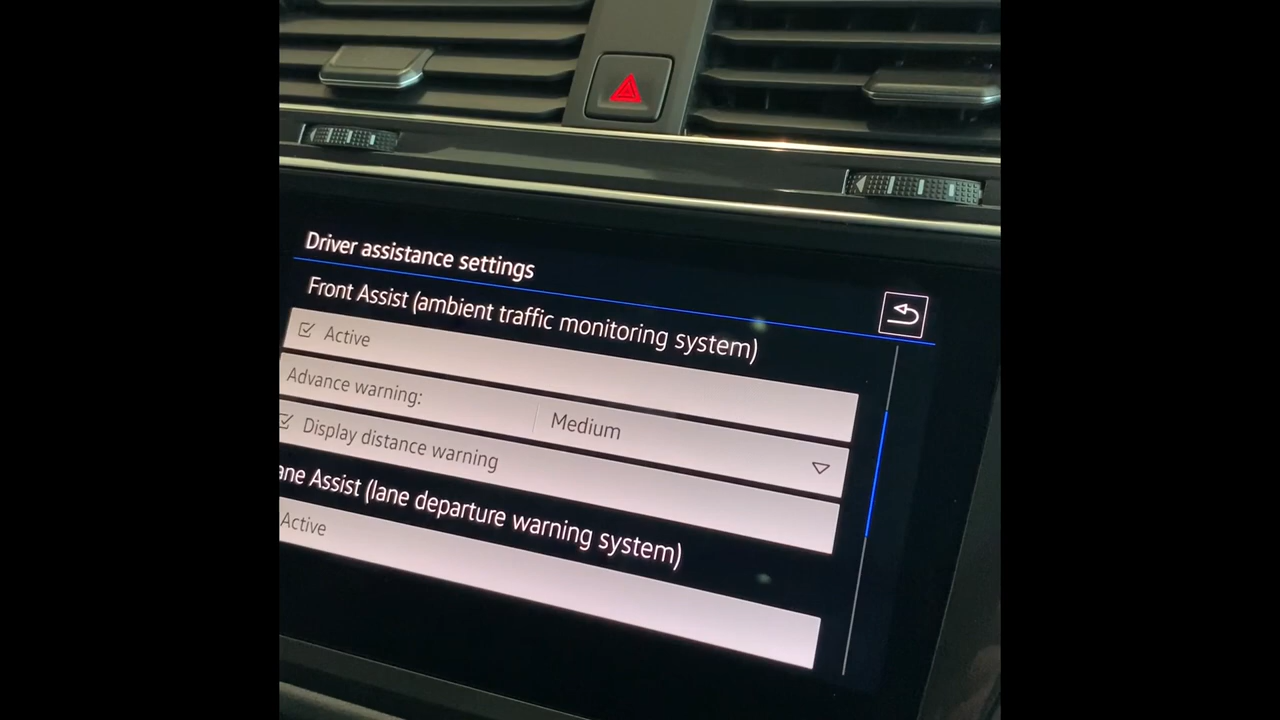 Driver assistance settings
Front Assist (ambient traffic monitoring system)
Active
Advance warning: Medium
Display distance warning
ane Assist (lane departure warning system)
Active